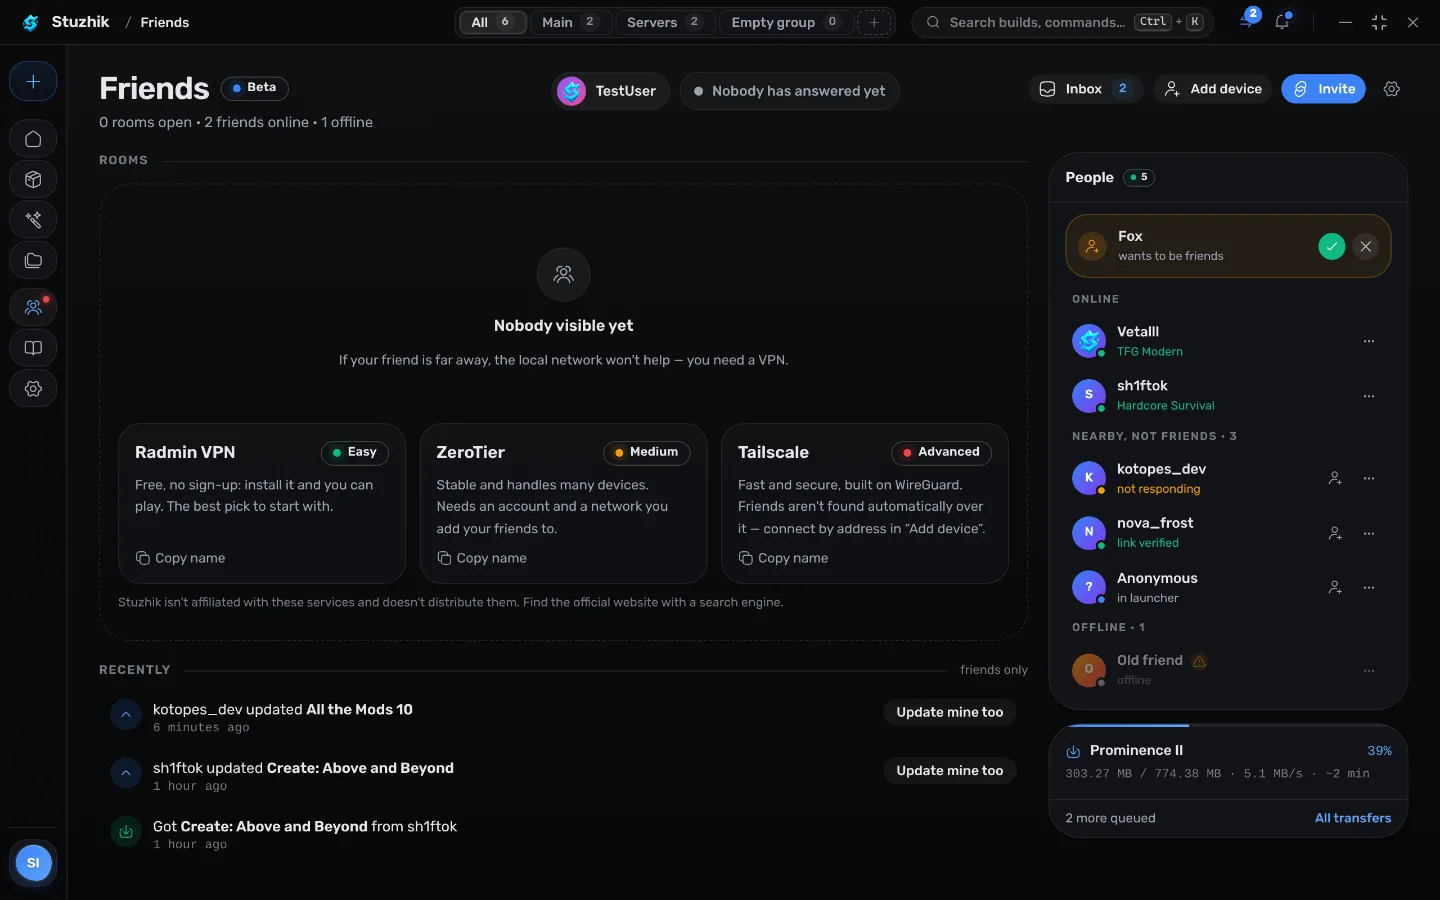 Stuzhik / Friends
All 6 Main 2 Servers 2 Empty group 0 +
Search builds, commands... Ctrl + K
2
Friends Beta
0 rooms open • 2 friends online • 1 offline
TestUser
Nobody has answered yet
Inbox 2 Add device Invite
ROOMS
Nobody visible yet
If your friend is far away, the local network won't help — you need a VPN.
Radmin VPN Easy
Free, no sign-up: install it and you can
play. The best pick to start with.
Copy name
ZeroTier Medium
Stable and handles many devices.
Needs an account and a network you
add your friends to.
Copy name
Tailscale Advanced
Fast and secure, built on WireGuard.
Friends aren't found automatically over
it — connect by address in "Add device".
Copy name
Stuzhik isn't affiliated with these services and doesn't distribute them. Find the official website with a search engine.
RECENTLY friends only
kotopes_dev updated All the Mods 10
6 minutes ago
Update mine too
sh1ftok updated Create: Above and Beyond
1 hour ago
Update mine too
Got Create: Above and Beyond from sh1ftok
1 hour ago
People 5
Fox
wants to be friends
ONLINE
Vetalll
TFG Modern
S
sh1ftok
Hardcore Survival
NEARBY, NOT FRIENDS • 3
K
kotopes_dev
not responding
N
nova_frost
link verified
?
Anonymous
in launcher
OFFLINE • 1
O
Old friend
offline
Prominence II 39%
303.27 MB / 774.38 MB · 5.1 MB/s · ~2 min
2 more queued All transfers
SI